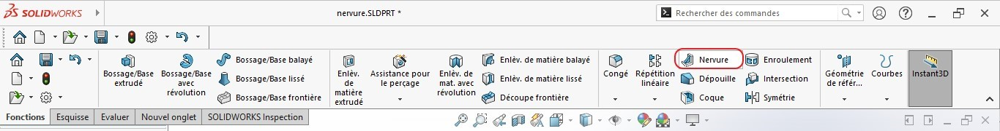 SOLIDWORKS
nervure.SLDPRT *
Rechercher des commandes
Bossage/Base extrudé
Bossage/Base avec révolution
Bossage/Base balayé
Bossage/Base lissé
Bossage/Base frontière
Enlèv. de matière extrudé
Assistance pour le perçage
Enlèv. de mat. avec révolution
Enlèv. de matière balayé
Enlèv. de matière lissé
Découpe frontière
Congé
Répétition linéaire
Nervure
Dépouille
Coque
Enroulement
Intersection
Symétrie
Géométrie de référ...
Courbes
Instant3D
Fonctions
Esquisse
Evaluer
Nouvel onglet
SOLIDWORKS Inspection